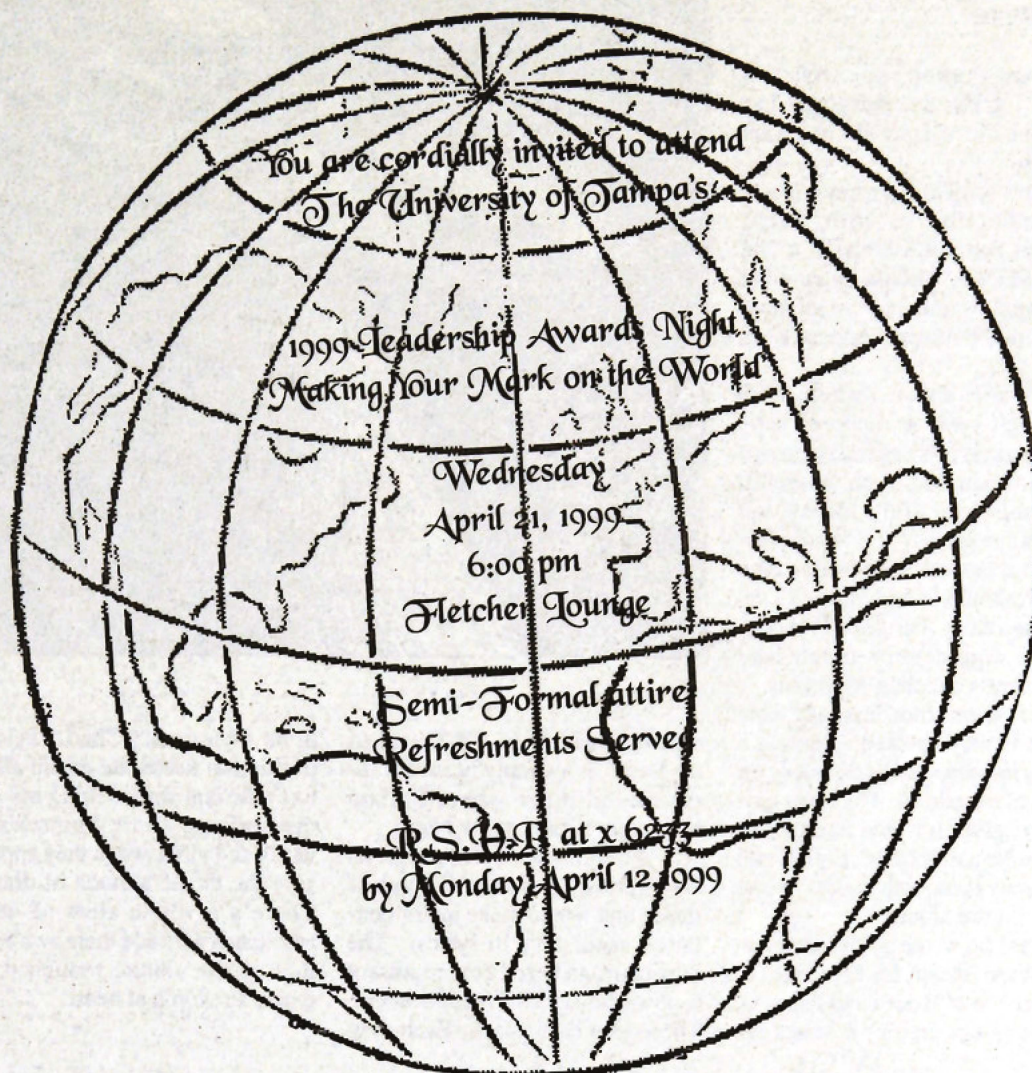 You are cordially invited to attend
The University of Tampa's
1999 Leadership Awards Night
"Making Your Mark on the World"
Wednesday
April 21, 1999
6:00 pm
Fletcher Lounge
Semi-Formal attire
Refreshments Served
R.S.V.P. at x 6233
by Monday, April 12, 1999